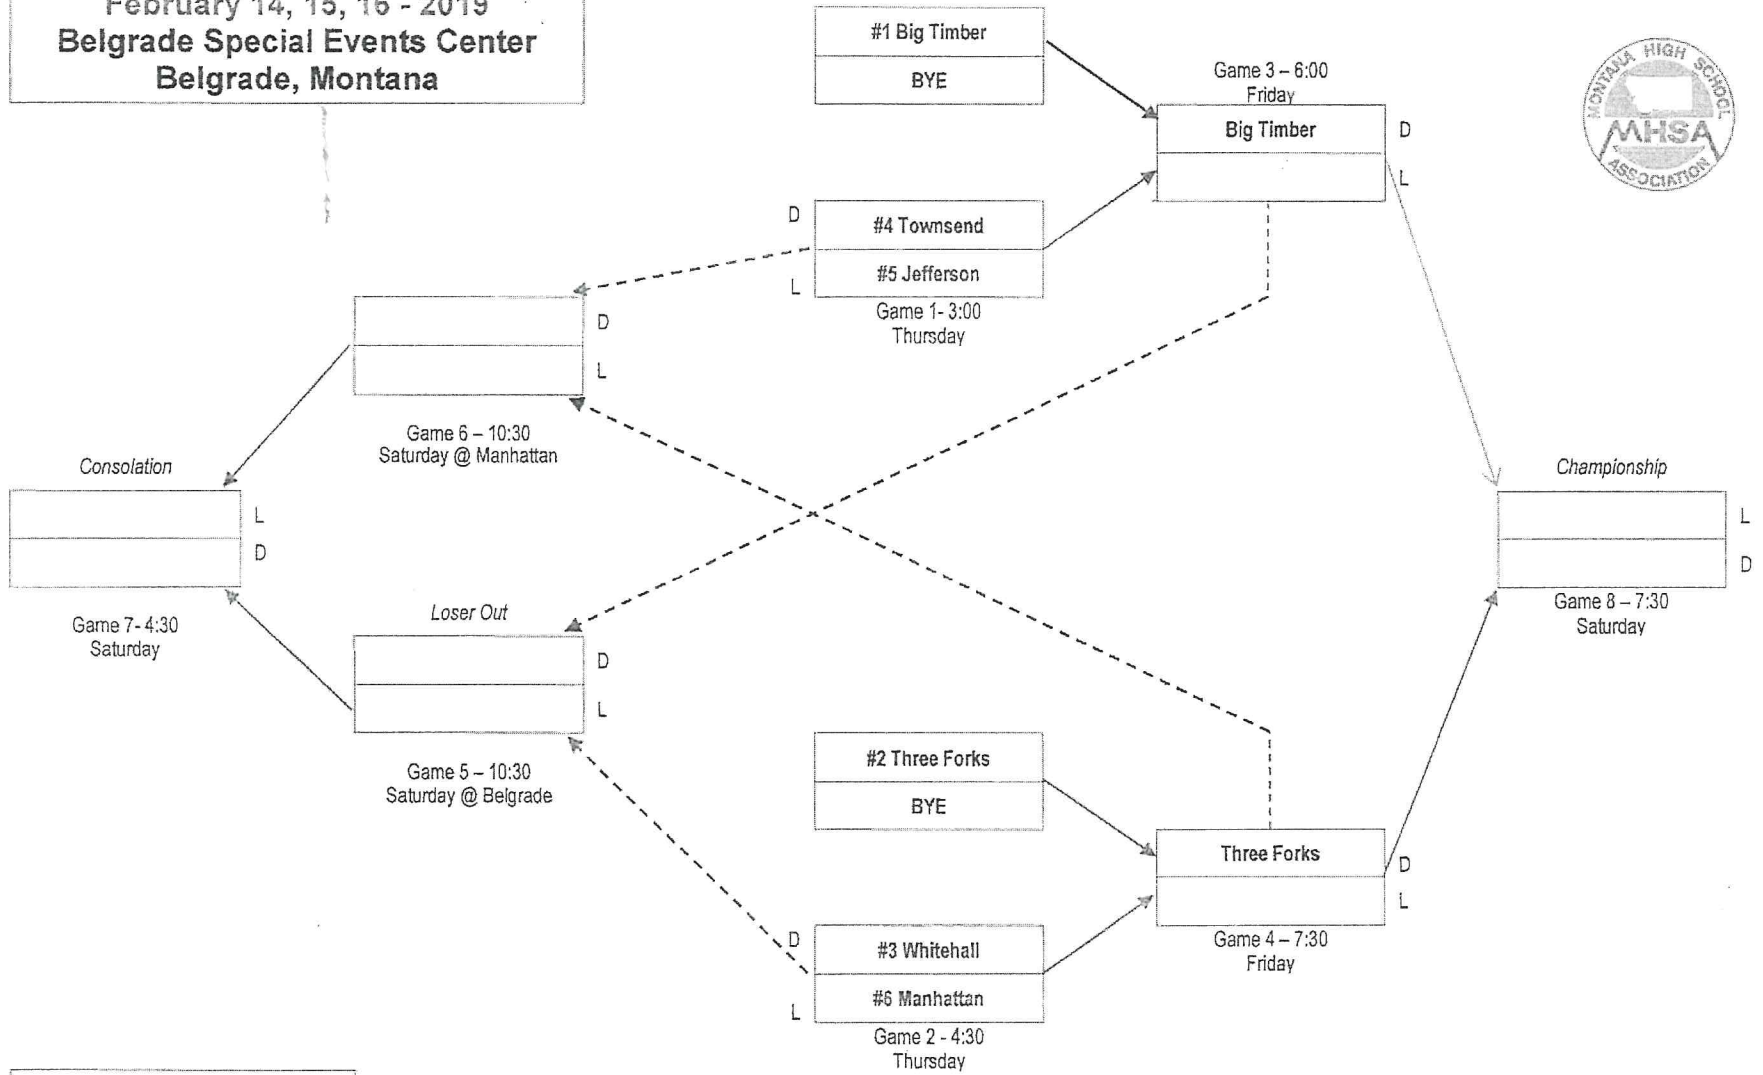 February 14, 15, 16 - 2019
Belgrade Special Events Center
Belgrade, Montana
#1 Big Timber
BYE
Game 3 – 6:00
Friday
Big Timber
D
L
MONTANA HIGH SCHOOL
MHSA
ASSOCIATION
D
#4 Townsend
L
#5 Jefferson
Game 1- 3:00
Thursday
D
L
Game 6 – 10:30
Saturday @ Manhattan
Consolation
L
D
Game 7- 4:30
Saturday
Championship
L
D
Game 8 – 7:30
Saturday
Loser Out
D
L
Game 5 – 10:30
Saturday @ Belgrade
#2 Three Forks
BYE
Three Forks
D
L
Game 4 – 7:30
Friday
D
#3 Whitehall
L
#6 Manhattan
Game 2 - 4:30
Thursday